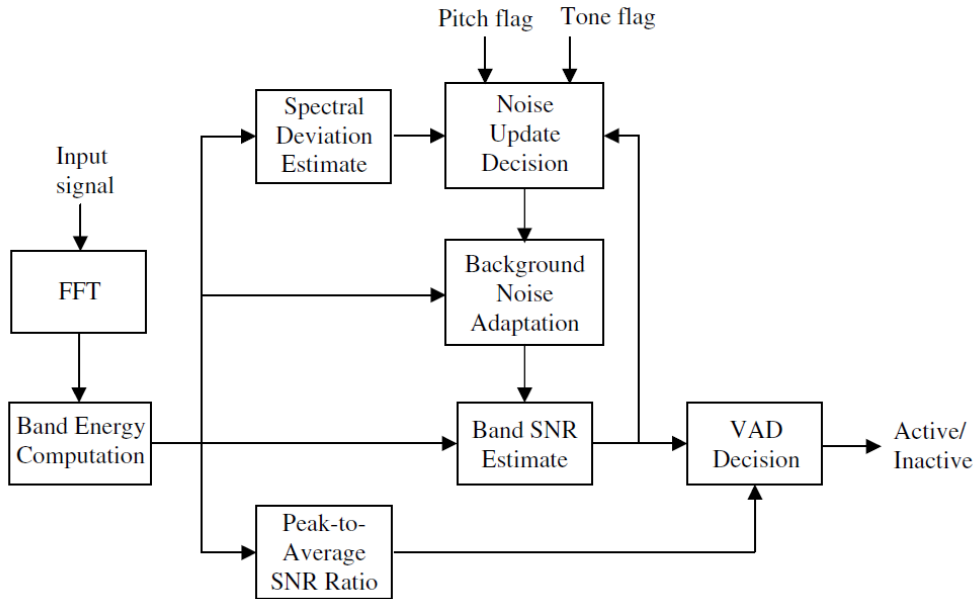 Pitch flag
Tone flag
Spectral
Deviation
Estimate
Noise
Update
Decision
Input
signal
FFT
Background
Noise
Adaptation
Band Energy
Computation
Band SNR
Estimate
VAD
Decision
Active/
Inactive
Peak-to-
Average
SNR Ratio